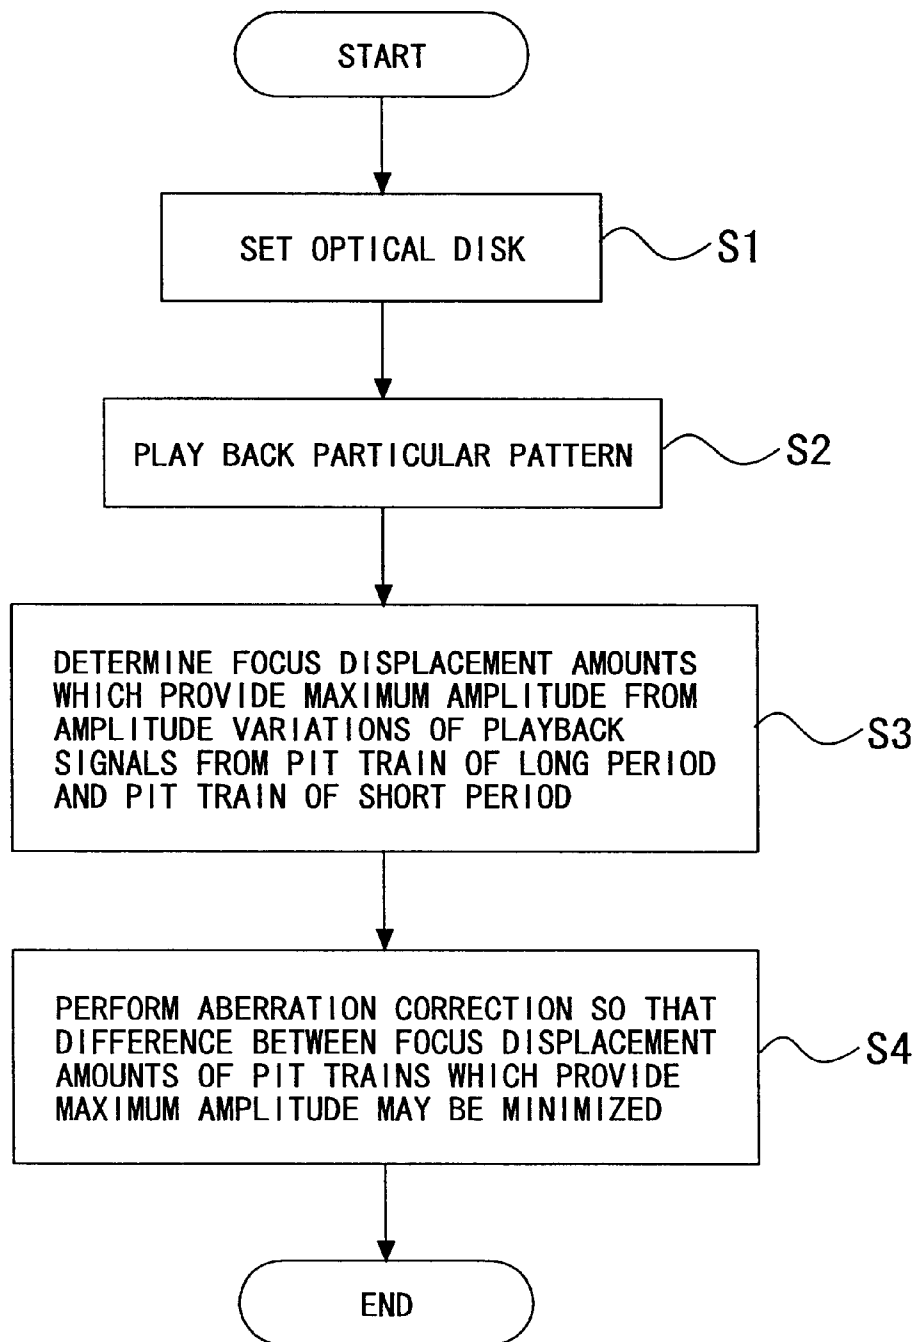 START
SET OPTICAL DISK
S1
PLAY BACK PARTICULAR PATTERN
S2
DETERMINE FOCUS DISPLACEMENT AMOUNTS
WHICH PROVIDE MAXIMUM AMPLITUDE FROM
AMPLITUDE VARIATIONS OF PLAYBACK
SIGNALS FROM PIT TRAIN OF LONG PERIOD
AND PIT TRAIN OF SHORT PERIOD
S3
PERFORM ABERRATION CORRECTION SO THAT
DIFFERENCE BETWEEN FOCUS DISPLACEMENT
AMOUNTS OF PIT TRAINS WHICH PROVIDE
MAXIMUM AMPLITUDE MAY BE MINIMIZED
S4
END